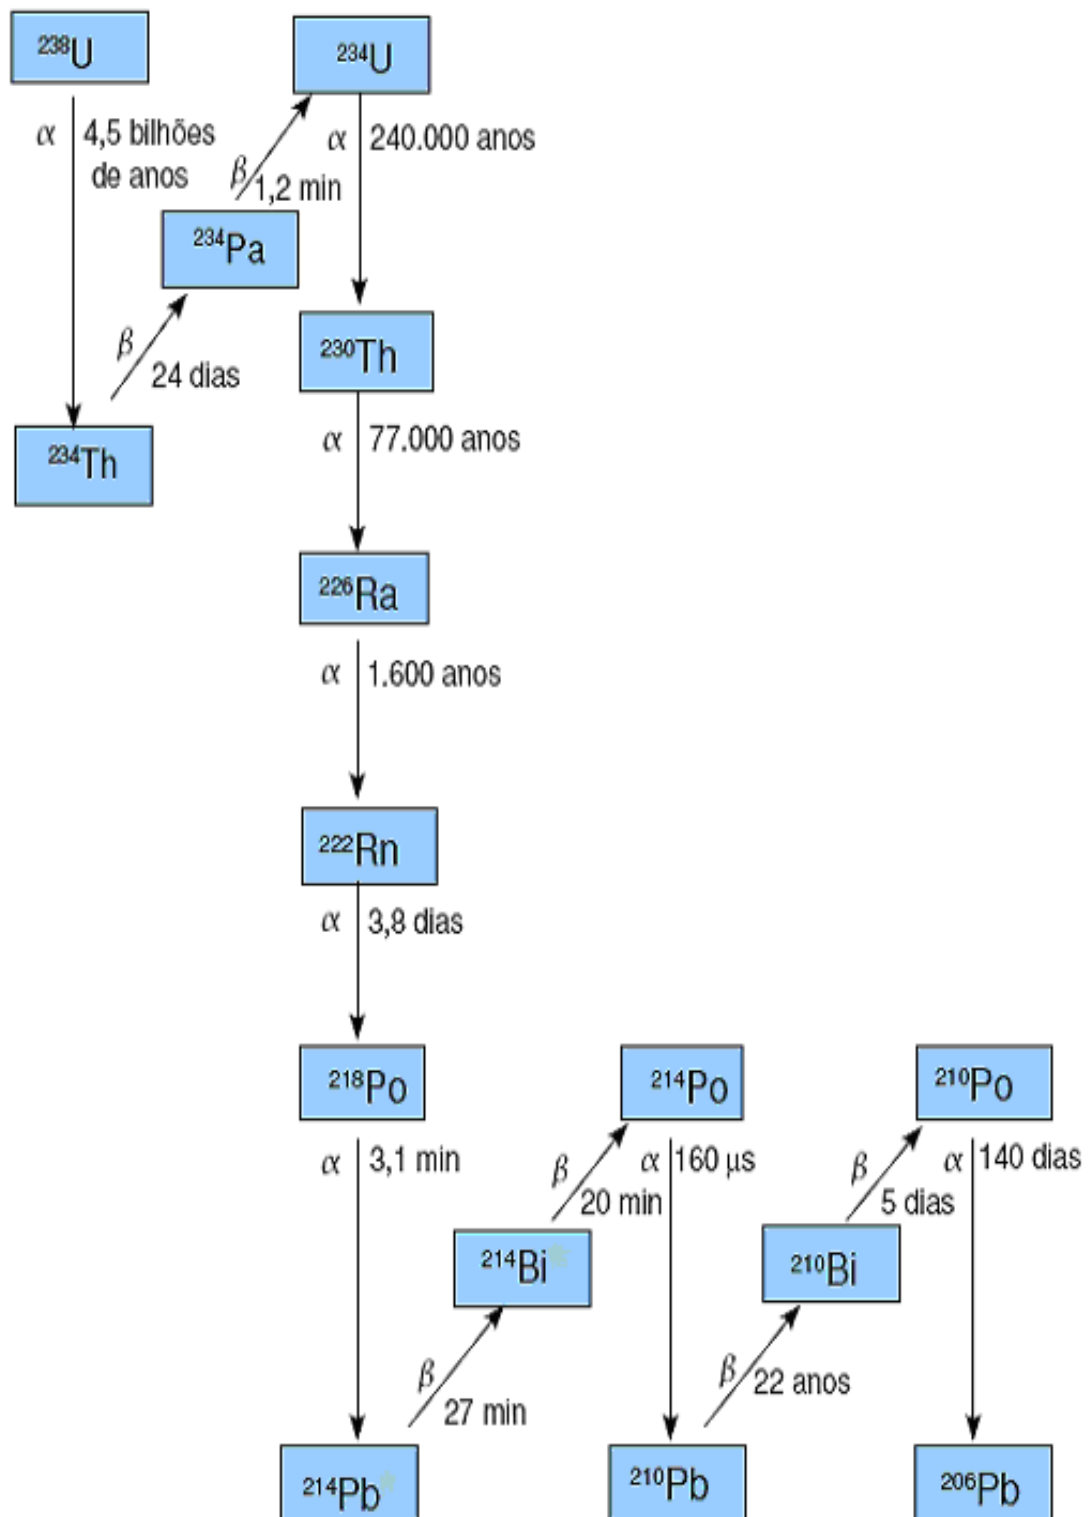 ²³⁸U
²³⁴U
α 4,5 bilhões
de anos
α 240.000 anos
β 1,2 min
²³⁴Pa
β 24 dias
²³⁰Th
α 77.000 anos
²³⁴Th
²²⁶Ra
α 1.600 anos
²²²Rn
α 3,8 dias
²¹⁸Po
²¹⁴Po
²¹⁰Po
α 3,1 min
β 20 min
α 160 μs
β 5 dias
α 140 dias
²¹⁴Bi*
²¹⁰Bi
β 27 min
β 22 anos
²¹⁴Pb*
²¹⁰Pb
²⁰⁶Pb